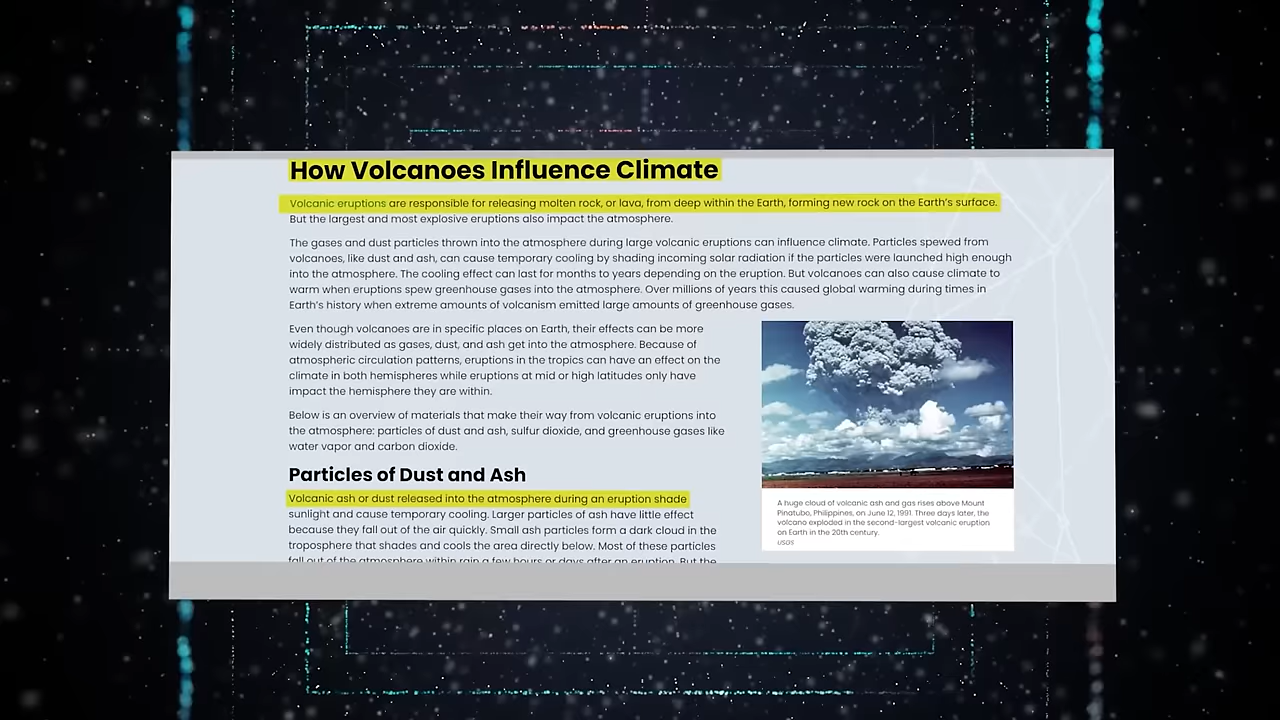 How Volcanoes Influence Climate
Volcanic eruptions are responsible for releasing molten rock, or lava, from deep within the Earth, forming new rock on the Earth's surface.
But the largest and most explosive eruptions also impact the atmosphere.
The gases and dust particles thrown into the atmosphere during large volcanic eruptions can influence climate. Particles spewed from
volcanoes, like dust and ash, can cause temporary cooling by shading incoming solar radiation if the particles were launched high enough
into the atmosphere. The cooling effect can last for months to years depending on the eruption. But volcanoes can also cause climate to
warm when eruptions spew greenhouse gases into the atmosphere. Over millions of years this caused global warming during times in
Earth's history when extreme amounts of volcanism emitted large amounts of greenhouse gases.
Even though volcanoes are in specific places on Earth, their effects can be more
widely distributed as gases, dust, and ash get into the atmosphere. Because of
atmospheric circulation patterns, eruptions in the tropics can have an effect on the
climate in both hemispheres while eruptions at mid or high latitudes only have
impact the hemisphere they are within.
Below is an overview of materials that make their way from volcanic eruptions into
the atmosphere: particles of dust and ash, sulfur dioxide, and greenhouse gases like
water vapor and carbon dioxide.
Particles of Dust and Ash
Volcanic ash or dust released into the atmosphere during an eruption shade
sunlight and cause temporary cooling. Larger particles of ash have little effect
because they fall out of the air quickly. Small ash particles form a dark cloud in the
troposphere that shades and cools the area directly below. Most of these particles
fall out of the atmosphere within rain a few hours or days after an eruption. But the
A huge cloud of volcanic ash and gas rises above Mount
Pinatubo, Philippines, on June 12, 1991. Three days later, the
volcano exploded in the second-largest volcanic eruption
on Earth in the 20th century.
USGS